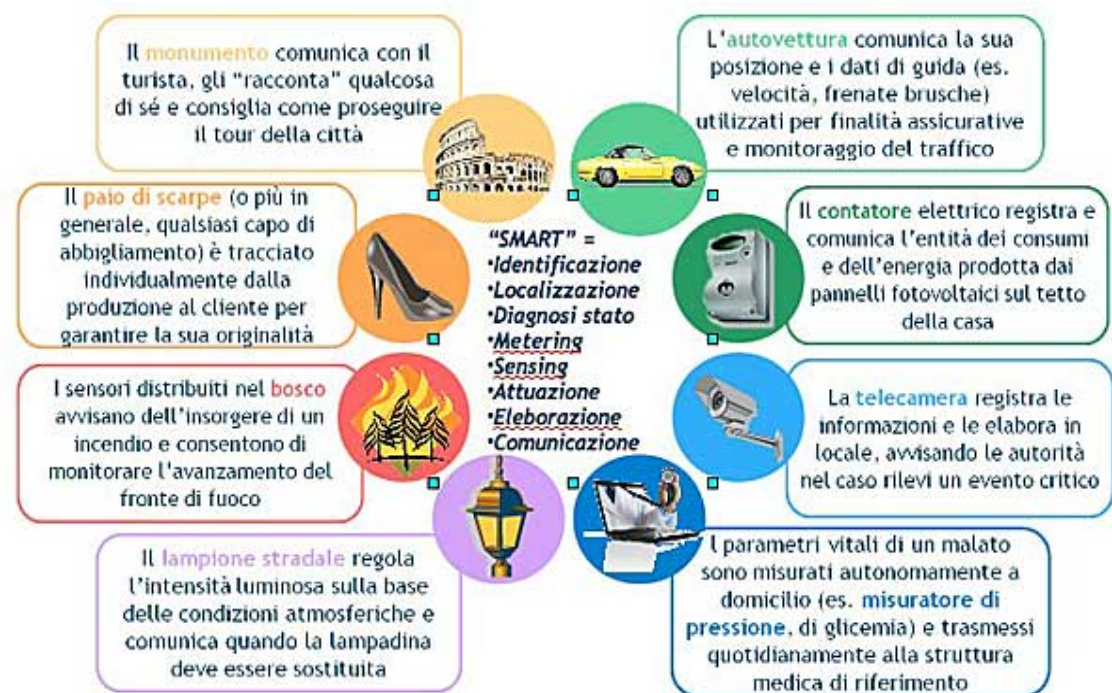 Il monumento comunica con il
turista, gli "racconta" qualcosa
di sé e consiglia come proseguire
il tour della città
L'autovettura comunica la sua
posizione e i dati di guida (es.
velocità, frenate brusche)
utilizzati per finalità assicurative
e monitoraggio del traffico
Il paio di scarpe (o più in
generale, qualsiasi capo di
abbigliamento) è tracciato
individualmente dalla
produzione al cliente per
garantire la sua originalità
"SMART" =
•Identificazione
•Localizzazione
•Diagnosi stato
•Metering
•Sensing
•Attuazione
•Eleborazione
•Comunicazione
Il contatore elettrico registra e
comunica l'entità dei consumi
e dell'energia prodotta dai
pannelli fotovoltaici sul tetto
della casa
I sensori distribuiti nel bosco
avvisano dell'insorgere di un
incendio e consentono di
monitorare l'avanzamento del
fronte di fuoco
La telecamera registra le
informazioni e le elabora in
locale, avvisando le autorità
nel caso rilevi un evento critico
Il lampione stradale regola
l'intensità luminosa sulla base
delle condizioni atmosferiche e
comunica quando la lampadina
deve essere sostituita
I parametri vitali di un malato
sono misurati autonomamente a
domicilio (es. misuratore di
pressione, di glicemia) e trasmessi
quotidianamente alla struttura
medica di riferimento